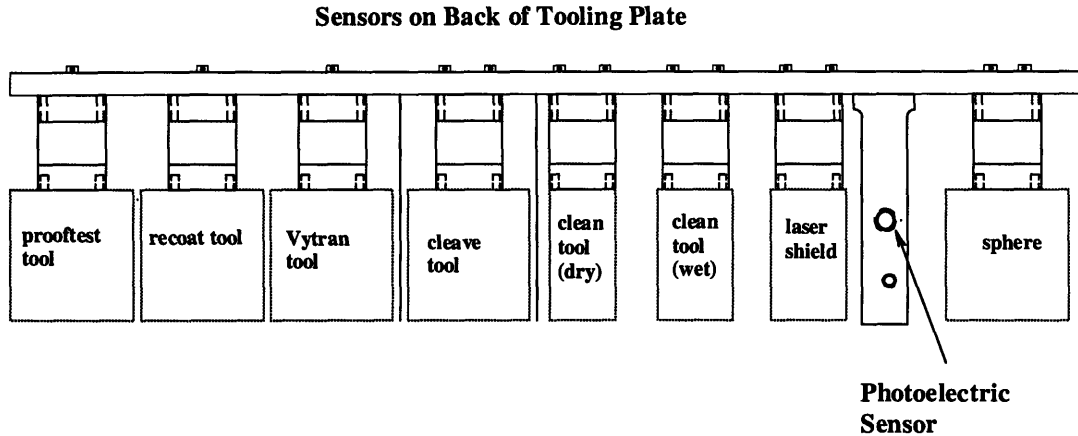 Sensors on Back of Tooling Plate
prooftest
tool
recoat tool
Vytran
tool
cleave
tool
clean
tool
(dry)
clean
tool
(wet)
laser
shield
sphere
Photoelectric
Sensor